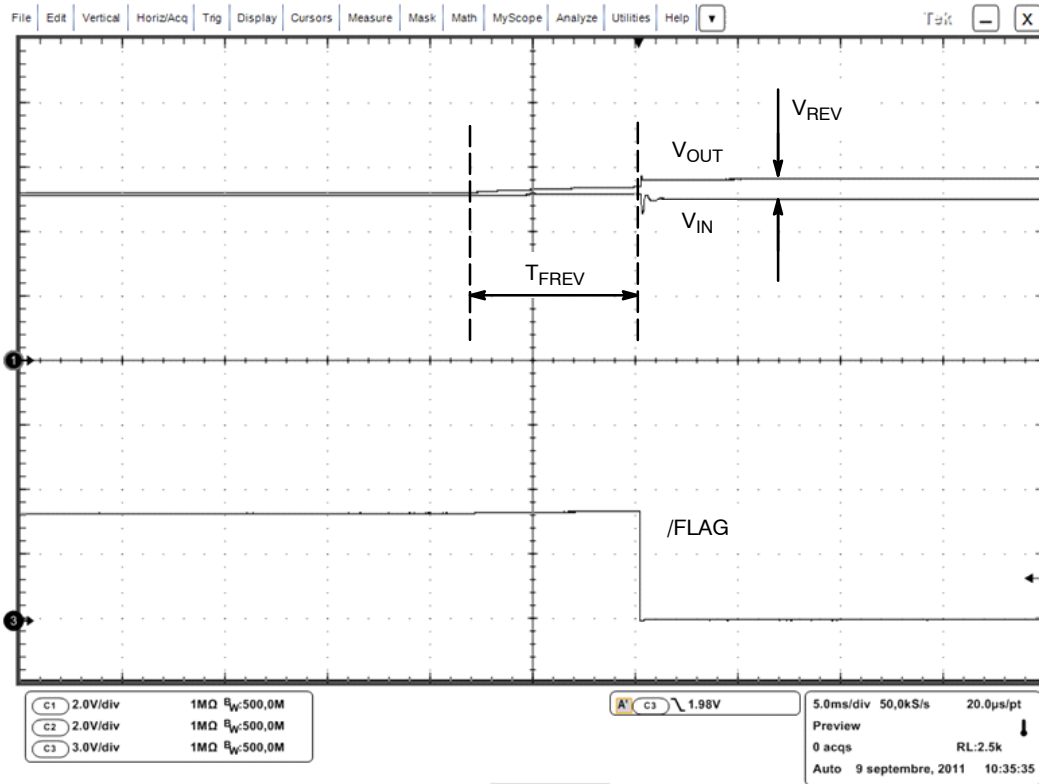 File Edit Vertical Horiz/Acq Trig Display Cursors Measure Mask Math MyScope Analyze Utilities Help Tek X
VREV
VOUT
VIN
TFREV
1
/FLAG
3
C1 2.0V/div 1MΩ BW:500,0M
C2 2.0V/div 1MΩ BW:500,0M
C3 3.0V/div 1MΩ BW:500,0M
A' C3 1.98V
5.0ms/div 50,0kS/s 20.0µs/pt
Preview
0 acqs RL:2.5k
Auto 9 septembre, 2011 10:35:35